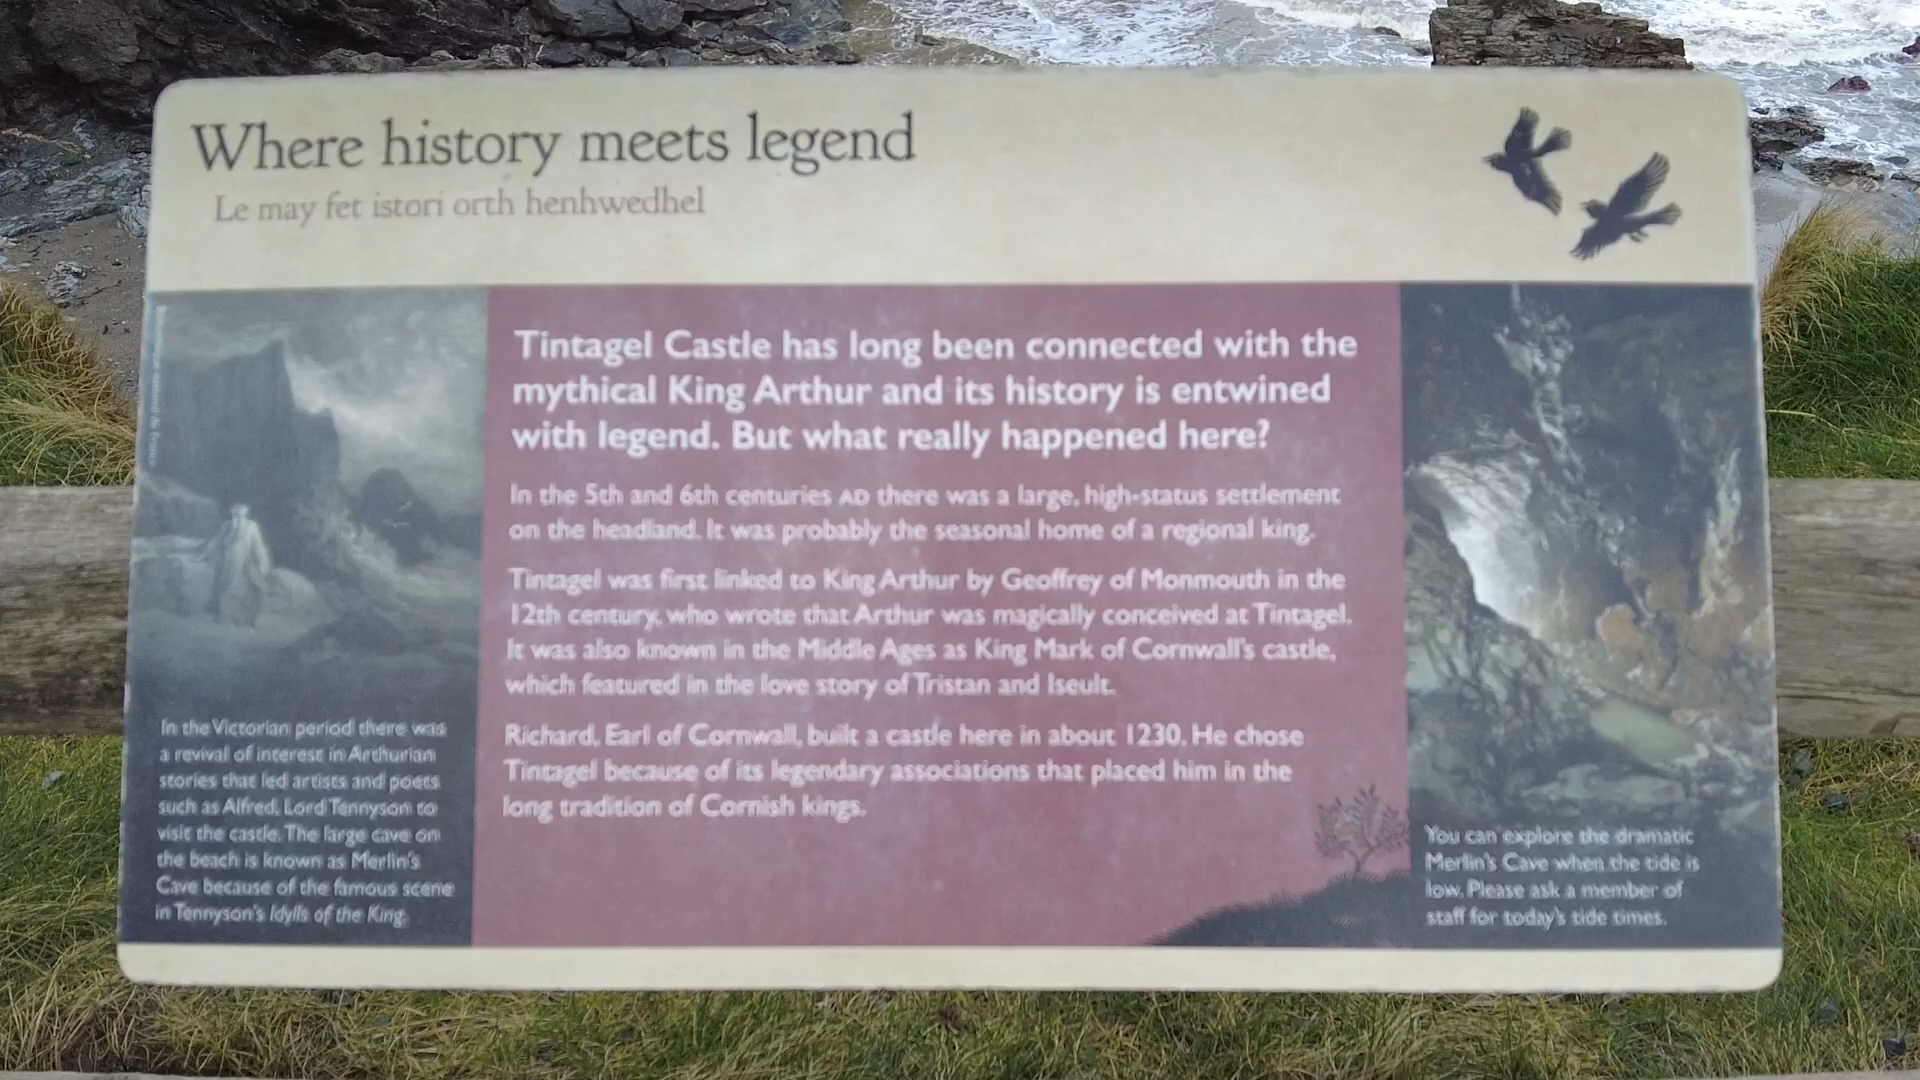 Where history meets legend
Le may fet istori orth henhwedhel
Tintagel Castle has long been connected with the
mythical King Arthur and its history is entwined
with legend. But what really happened here?
In the 5th and 6th centuries AD there was a large, high-status settlement
on the headland. It was probably the seasonal home of a regional king.
Tintagel was first linked to King Arthur by Geoffrey of Monmouth in the
12th century, who wrote that Arthur was magically conceived at Tintagel.
It was also known in the Middle Ages as King Mark of Cornwall's castle,
which featured in the love story of Tristan and Iseult.
Richard, Earl of Cornwall, built a castle here in about 1230. He chose
Tintagel because of its legendary associations that placed him in the
long tradition of Cornish kings.
In the Victorian period there was
a revival of interest in Arthurian
stories that led artists and poets
such as Alfred, Lord Tennyson to
visit the castle. The large cave on
the beach is known as Merlin's
Cave because of the famous scene
in Tennyson's Idylls of the King.
You can explore the dramatic
Merlin's Cave when the tide is
low. Please ask a member of
staff for today's tide times.